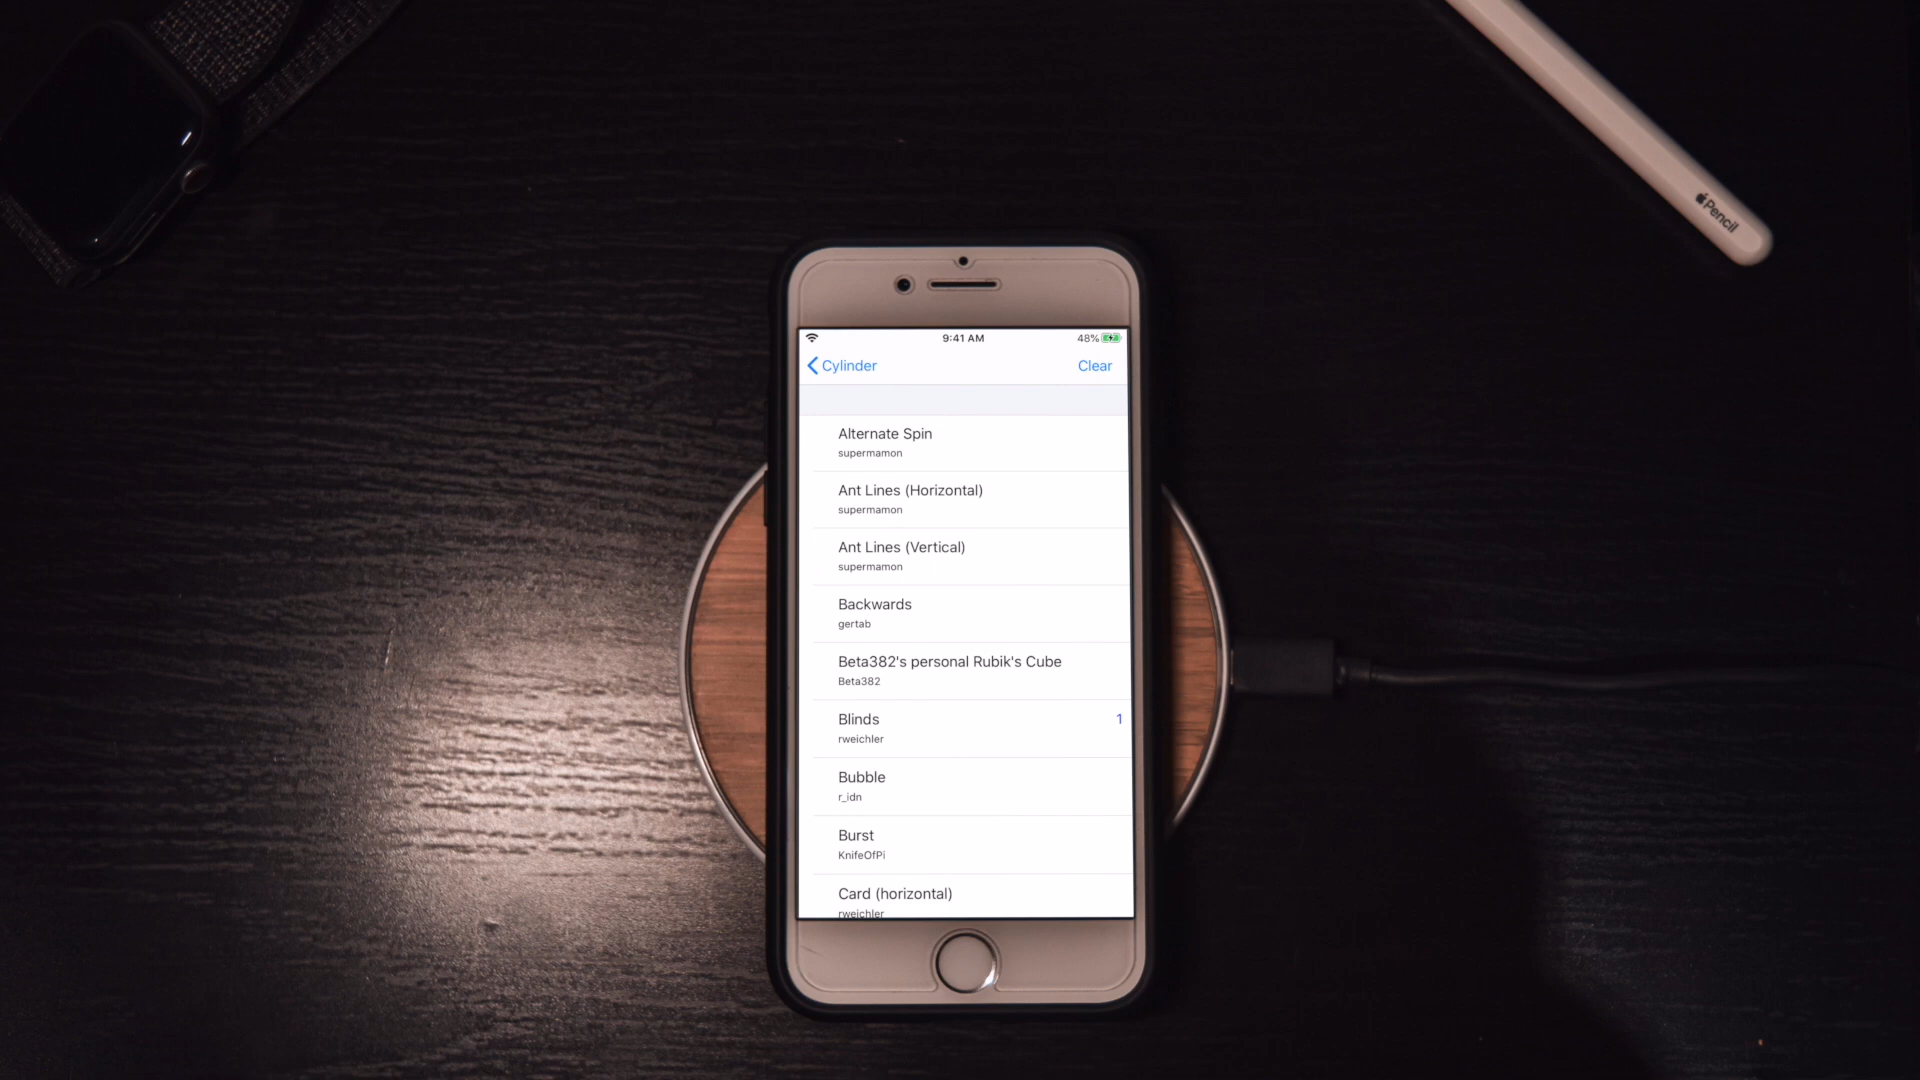 Pencil
9:41 AM
48%
Cylinder
Clear
Alternate Spin
supermamon
Ant Lines (Horizontal)
supermamon
Ant Lines (Vertical)
supermamon
Backwards
gertab
Beta382's personal Rubik's Cube
Beta382
Blinds
1
rweichler
Bubble
r_idn
Burst
KnifeOfPi
Card (horizontal)
rweichler